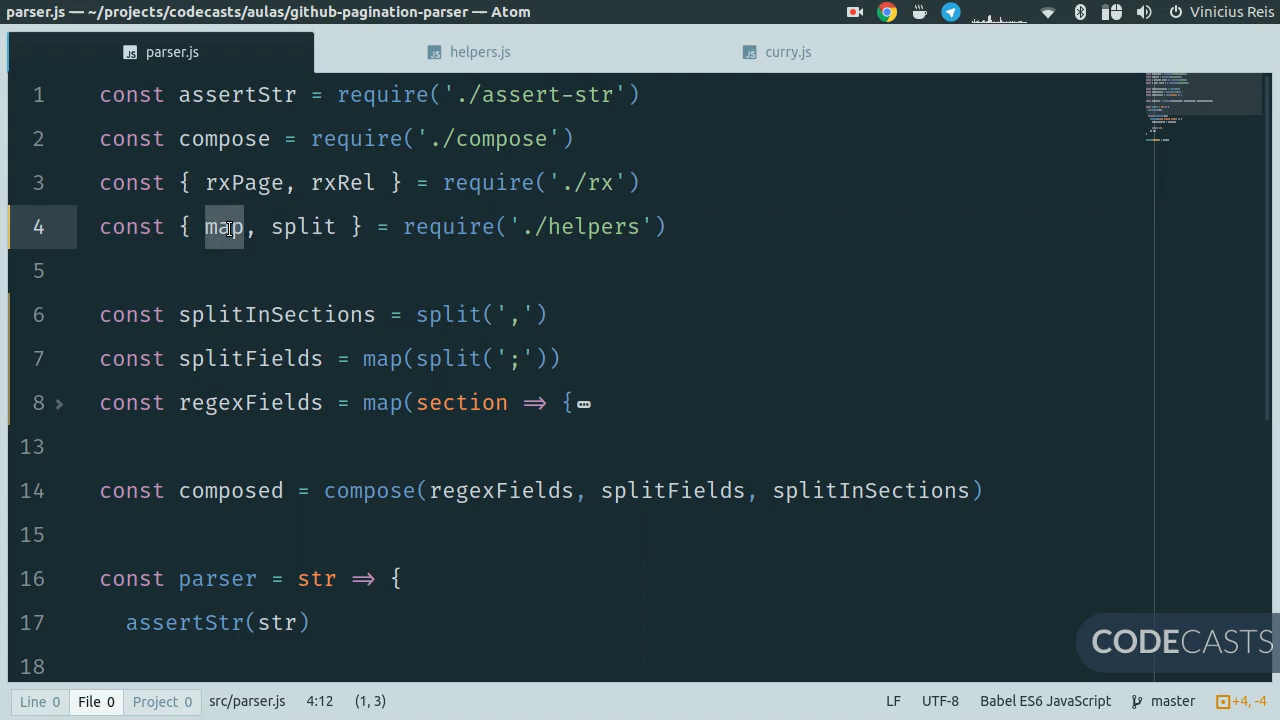 parser.js — ~/projects/codecasts/aulas/github-pagination-parser — Atom
Vinicius Reis
parser.js
helpers.js
curry.js
1 const assertStr = require('./assert-str')
2 const compose = require('./compose')
3 const { rxPage, rxRel } = require('./rx')
4 const { map, split } = require('./helpers')
5
6 const splitInSections = split(',')
7 const splitFields = map(split(';'))
8 const regexFields = map(section => {
13
14 const composed = compose(regexFields, splitFields, splitInSections)
15
16 const parser = str => {
17 assertStr(str)
18
CODECASTS
Line 0 File 0 Project 0 src/parser.js 4:12 (1, 3) LF UTF-8 Babel ES6 JavaScript master +4, -4